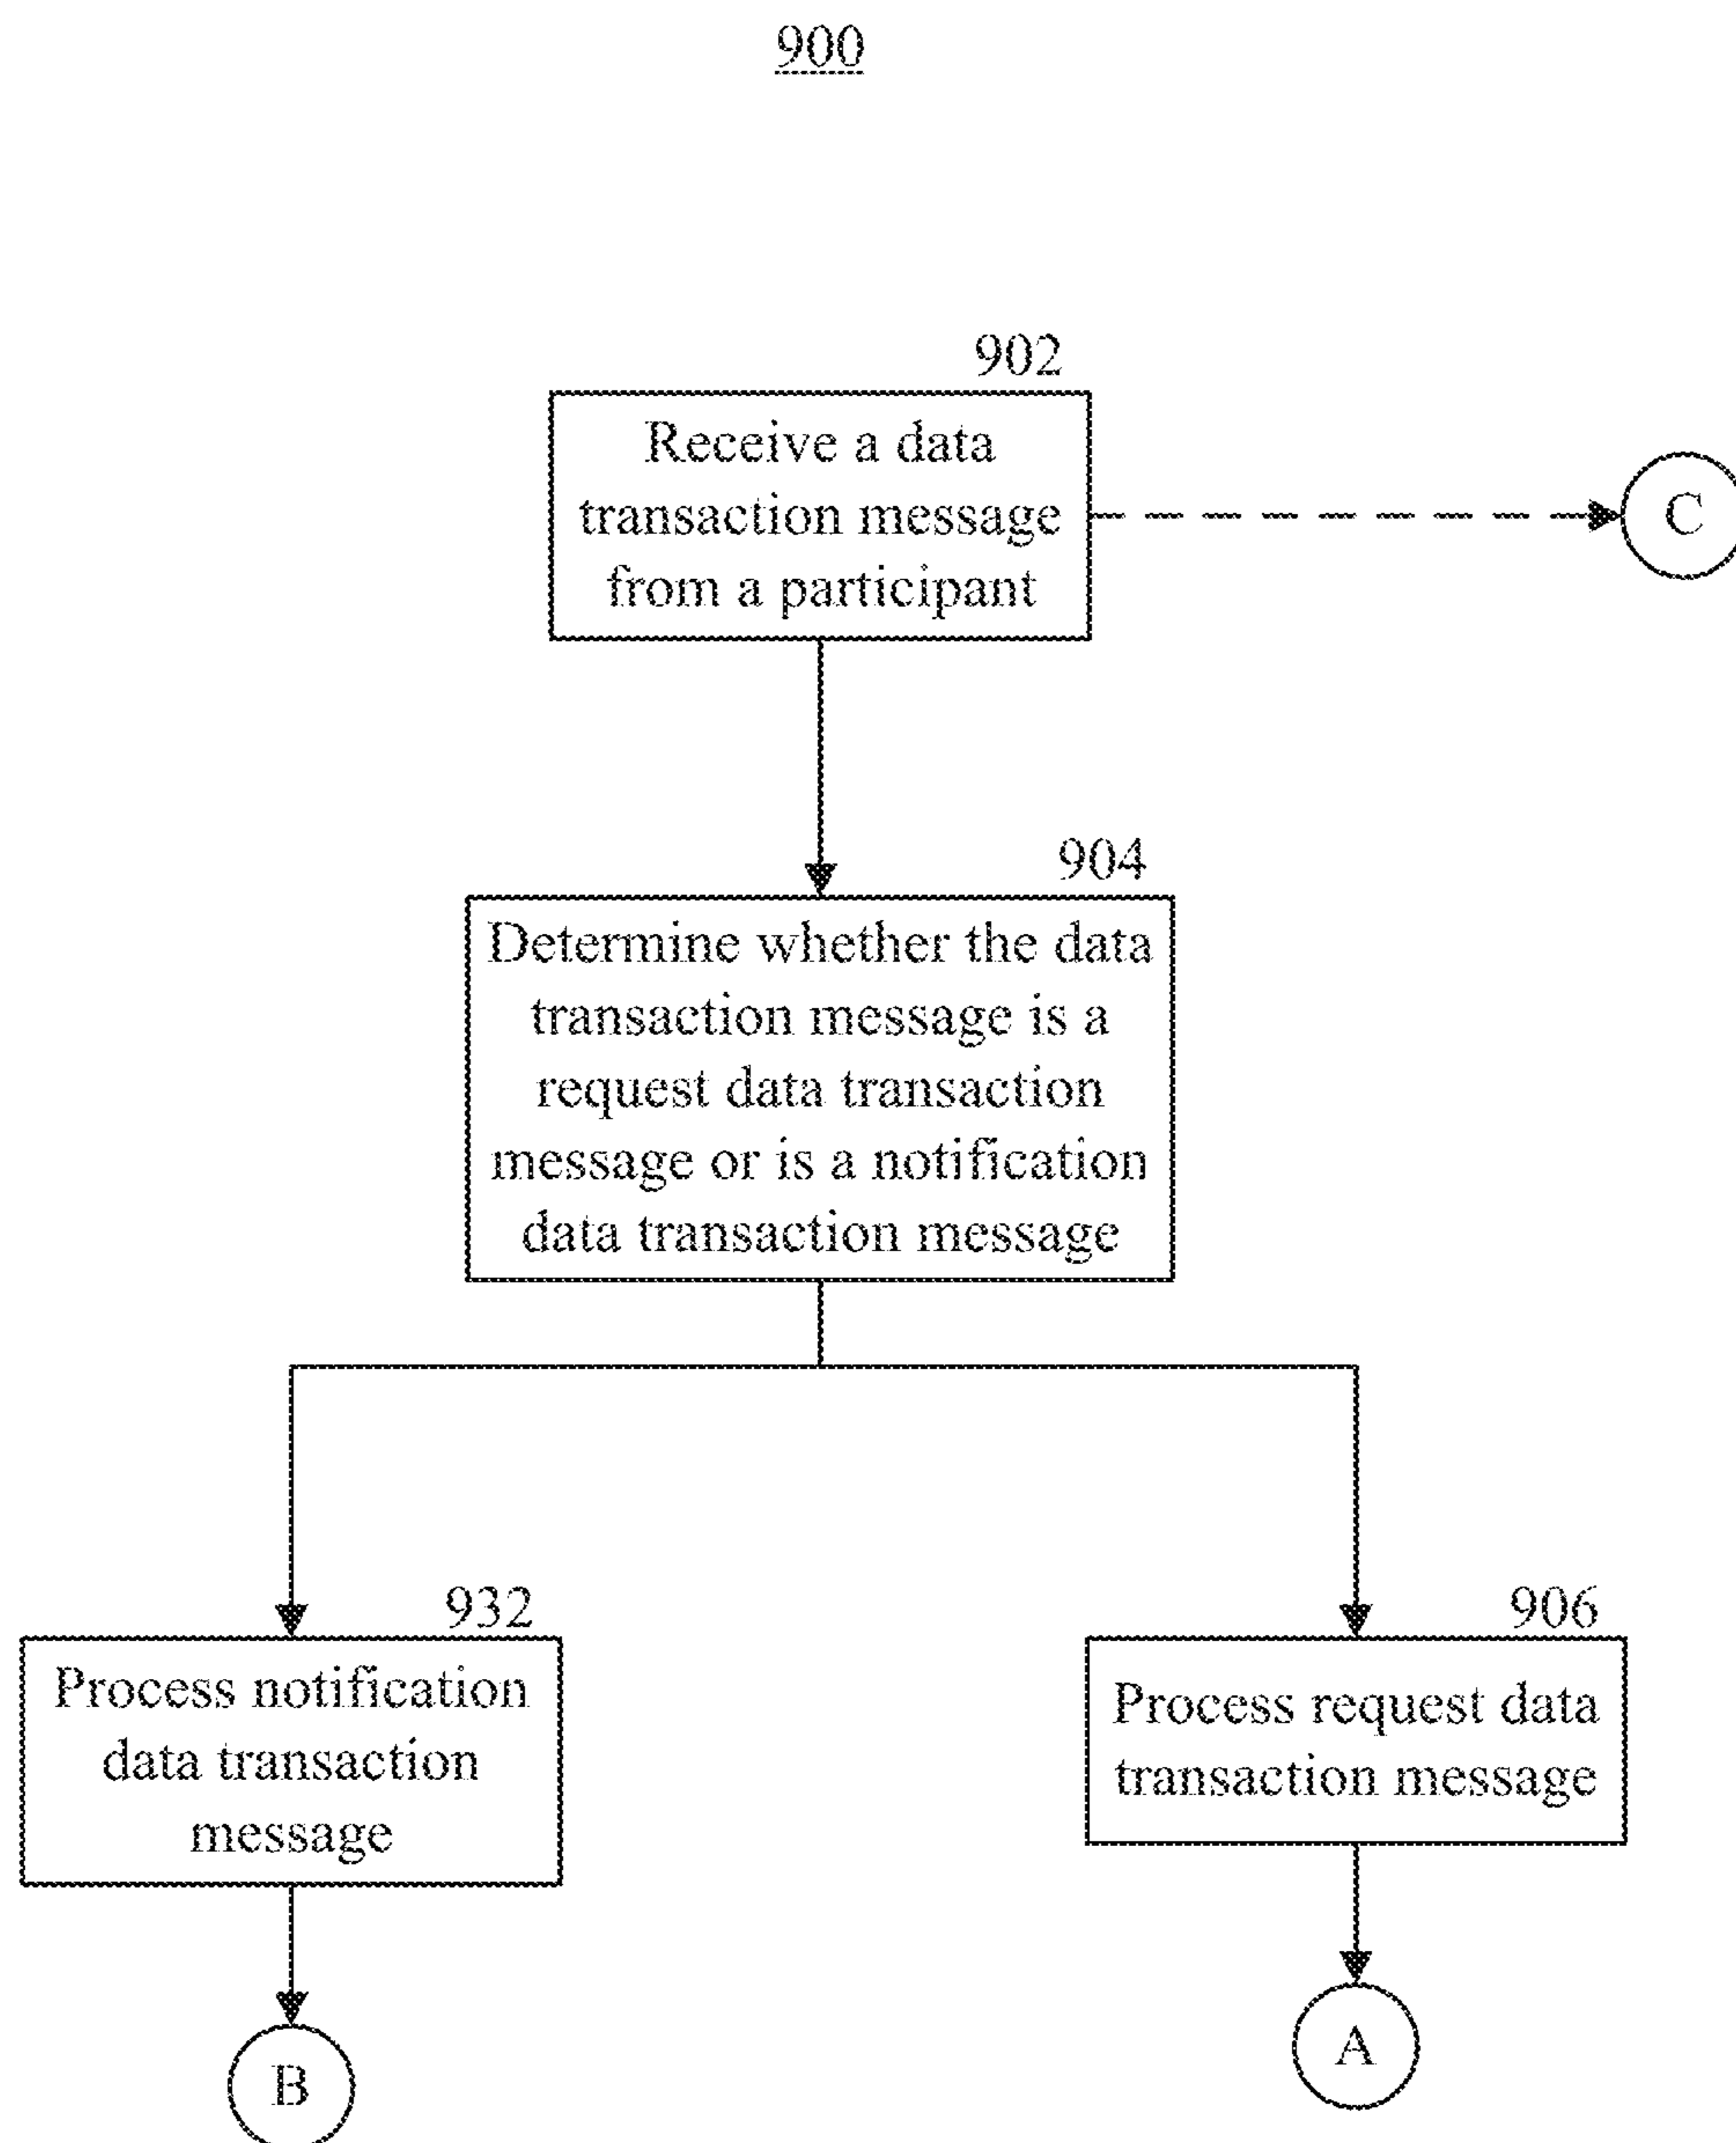 900
902
Receive a data
transaction message
from a participant
C
904
Determine whether the data
transaction message is a
request data transaction
message or is a notification
data transaction message
932
Process notification
data transaction
message
906
Process request data
transaction message
B
A